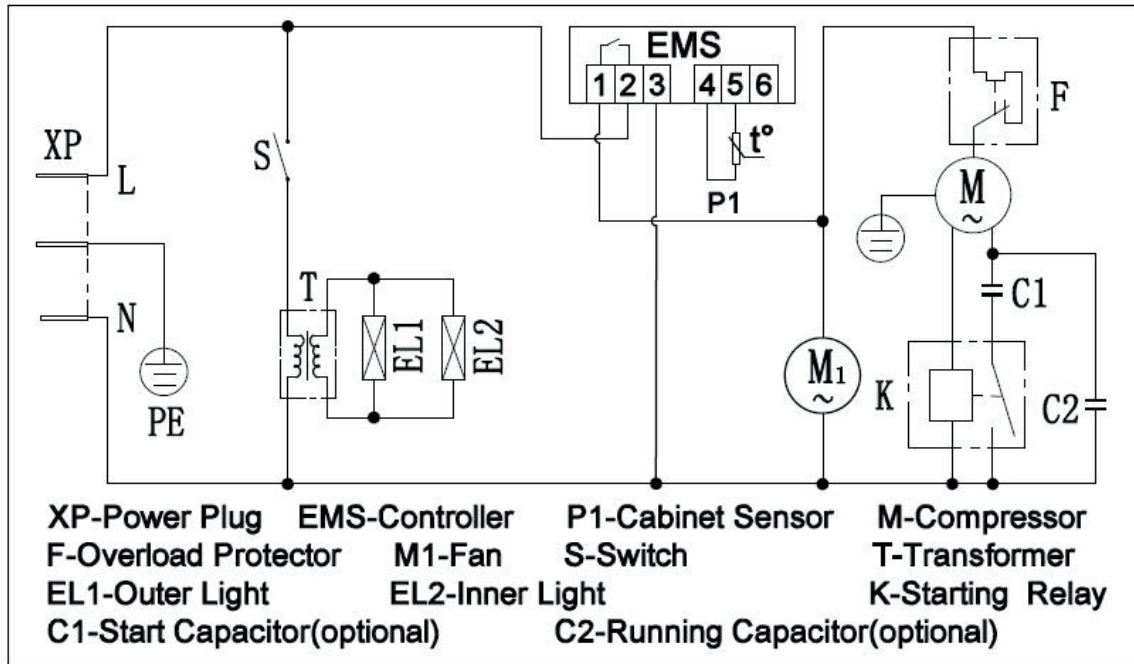 EMS
1 2 3 4 5 6
F
XP
S
t°
L
P1
M
~
T
C1
N
EL1
EL2
M1
~
K
C2
PE
XP-Power Plug EMS-Controller P1-Cabinet Sensor M-Compressor
F-Overload Protector M1-Fan S-Switch T-Transformer
EL1-Outer Light EL2-Inner Light K-Starting Relay
C1-Start Capacitor(optional) C2-Running Capacitor(optional)